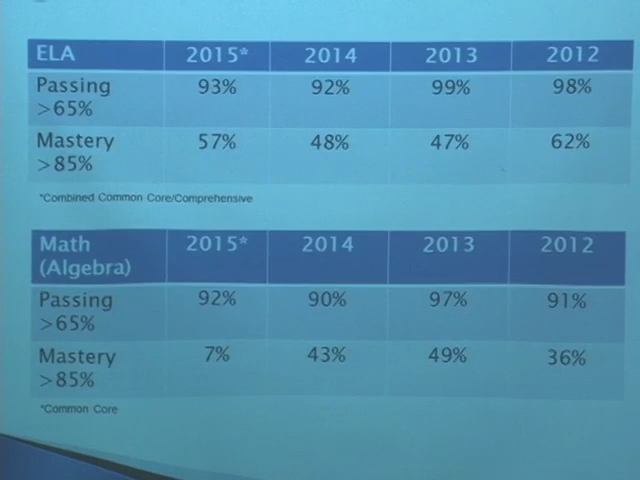 ELA 2015* 2014 2013 2012
Passing 93% 92% 99% 98%
>65%
Mastery 57% 48% 47% 62%
>85%
*Combined Common Core/Comprehensive
Math 2015* 2014 2013 2012
(Algebra)
Passing 92% 90% 97% 91%
>65%
Mastery 7% 43% 49% 36%
>85%
*Common Core